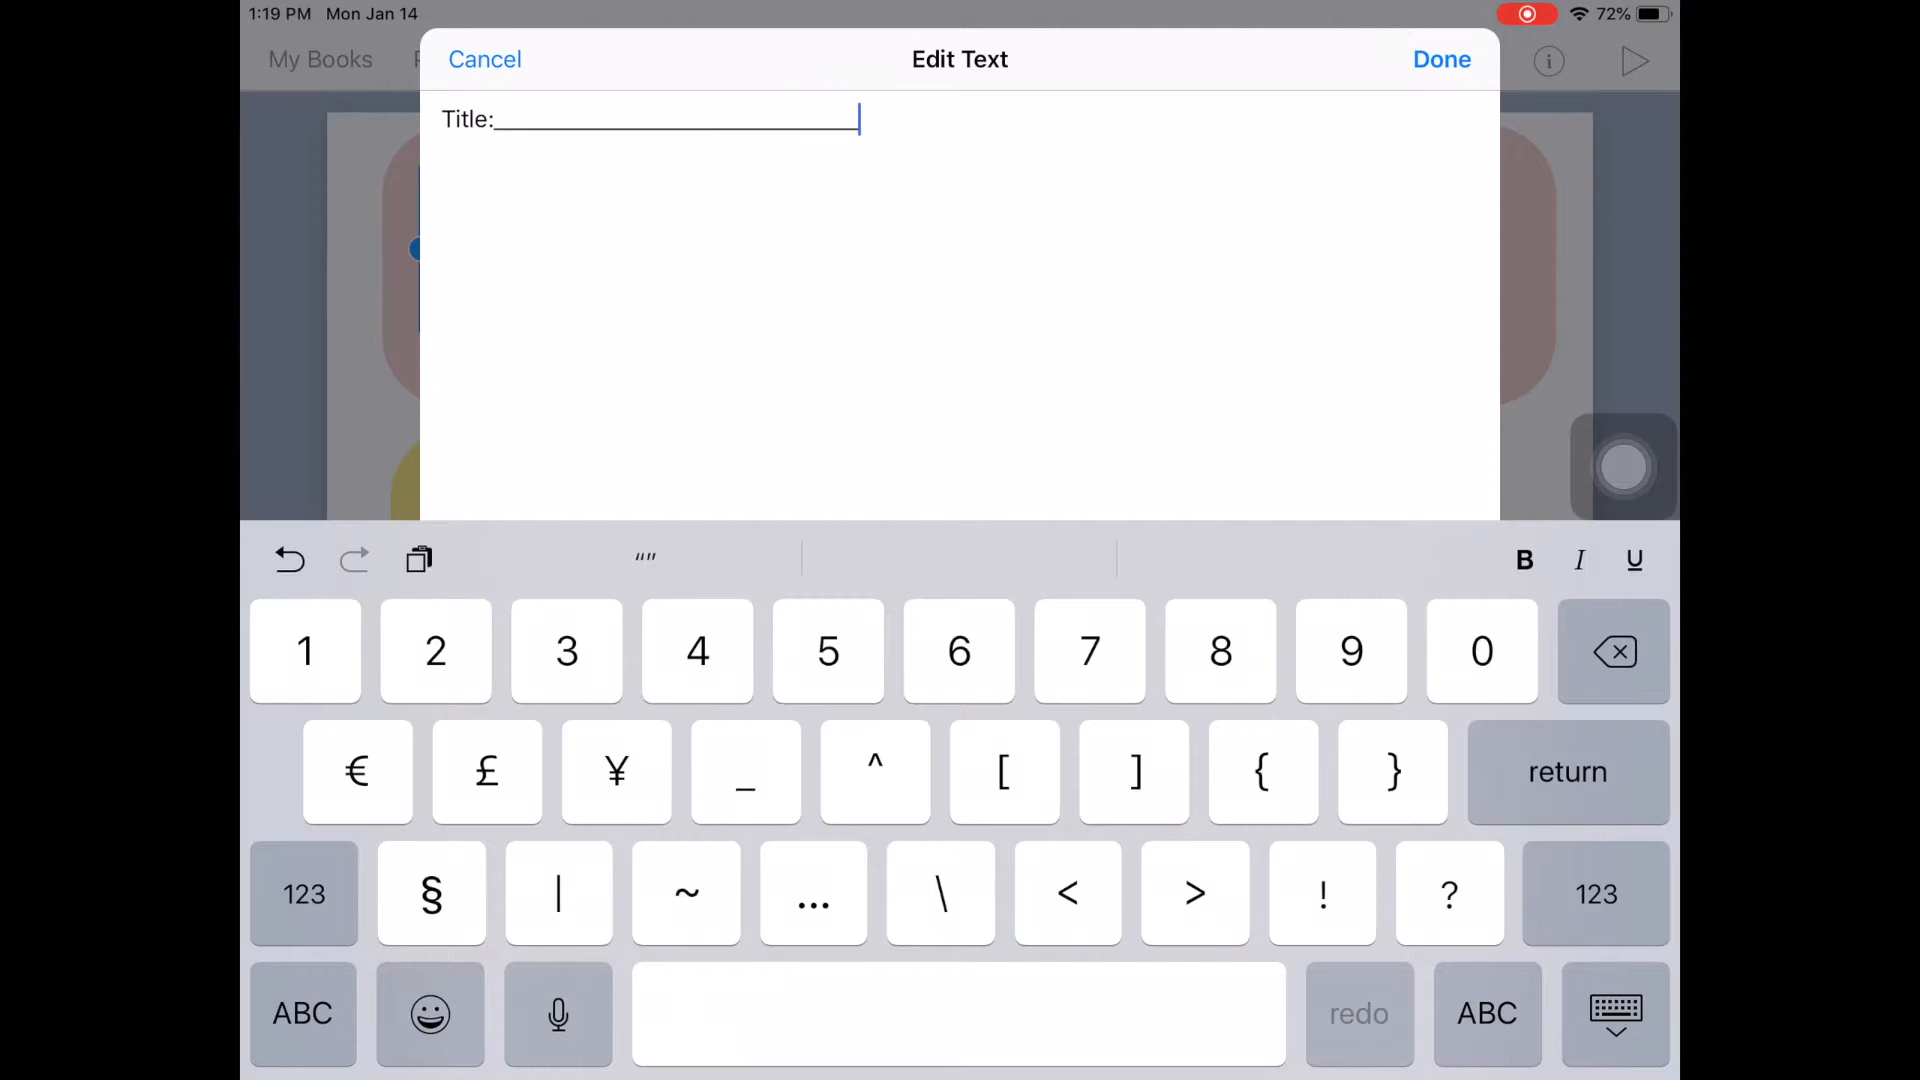 1:19 PM Mon Jan 14
72%
My Books
Cancel
Edit Text
Done
Title:____________________________
“”
B I U
1 2 3 4 5 6 7 8 9 0
€ £ ¥ _ ^ [ ] { } return
123 § | ~ ... \ < > ! ? 123
ABC redo ABC